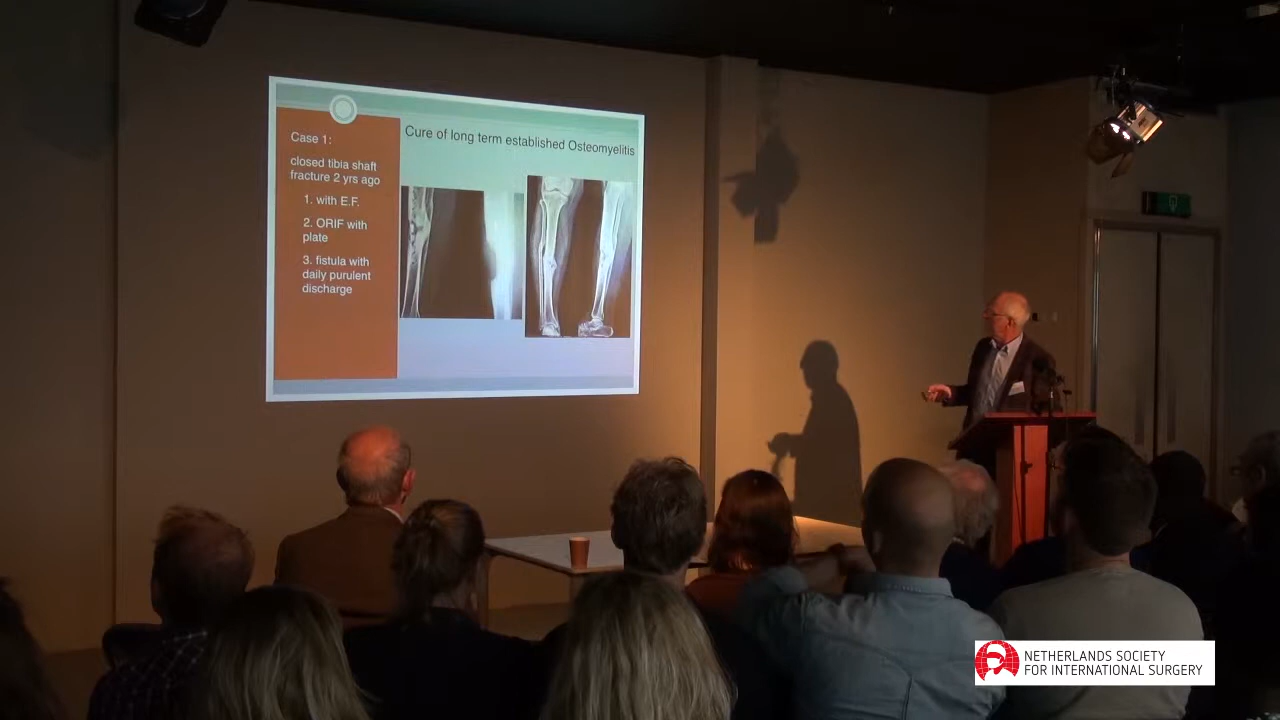 Case 1:
closed tibia shaft
fracture 2 yrs ago
1. with E.F.
2. ORIF with
plate
3. fistula with
daily purulent
discharge
Cure of long term established Osteomyelitis
NETHERLANDS SOCIETY
FOR INTERNATIONAL SURGERY